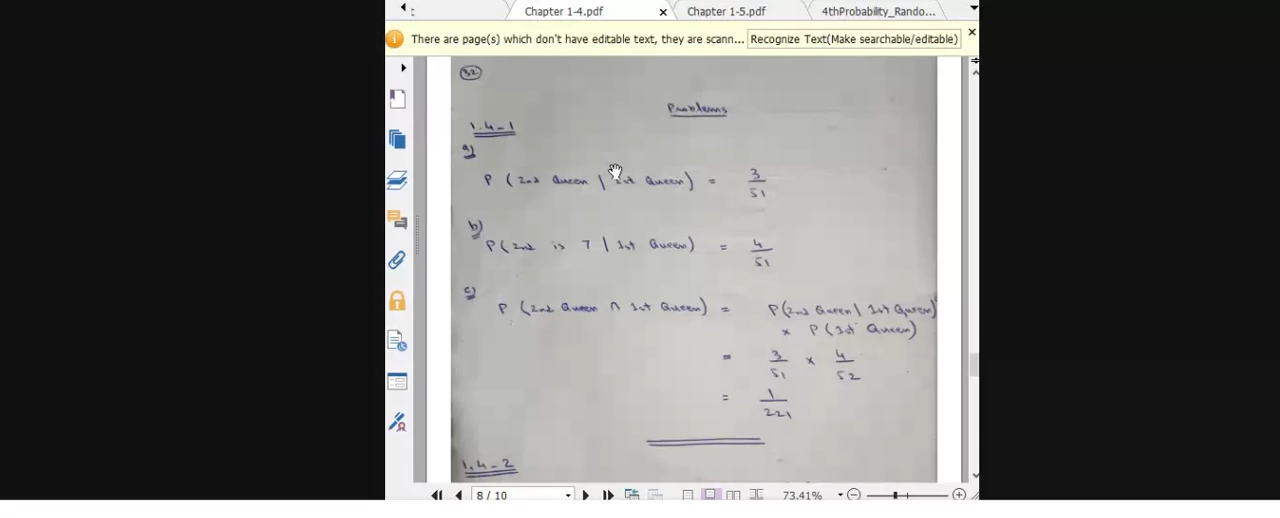 Chapter 1-4.pdf
Chapter 1-5.pdf
4thProbability_Rando...
There are page(s) which don't have editable text, they are scann...
Recognize Text(Make searchable/editable)
32
Problems
1.4-1
a)
P (2nd Queen | 1st Queen) = 3/51
b)
P(2nd is 7 | 1st Queen) = 4/51
c)
P (2nd Queen ∩ 1st Queen) = P(2nd Queen | 1st Queen)
× P(1st Queen)
= 3/51 × 4/52
= 1/221
1.4-2
8 / 10
73.41%